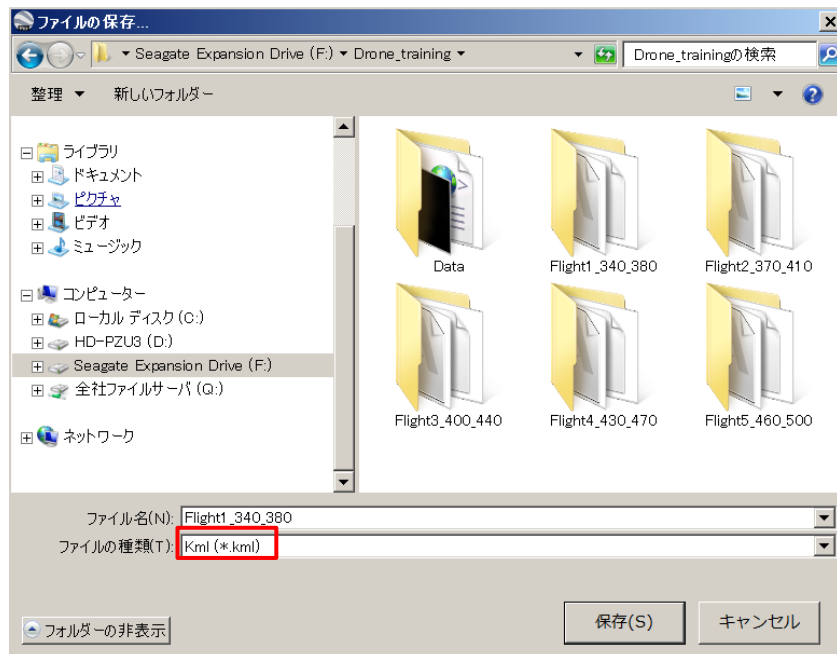 ファイルの保存...
Seagate Expansion Drive (F:) Drone_training
Drone_trainingの検索
整理
新しいフォルダー
ライブラリ
ドキュメント
ピクチャ
ビデオ
ミュージック
コンピューター
ローカル ディスク (C:)
HD-PZU3 (D:)
Seagate Expansion Drive (F:)
全社ファイルサーバ (Q:)
ネットワーク
Data
Flight1_340_380
Flight2_370_410
Flight3_400_440
Flight4_430_470
Flight5_460_500
ファイル名(N): Flight1_340_380
ファイルの種類(T): Kml (*.kml)
フォルダーの非表示
保存(S)
キャンセル